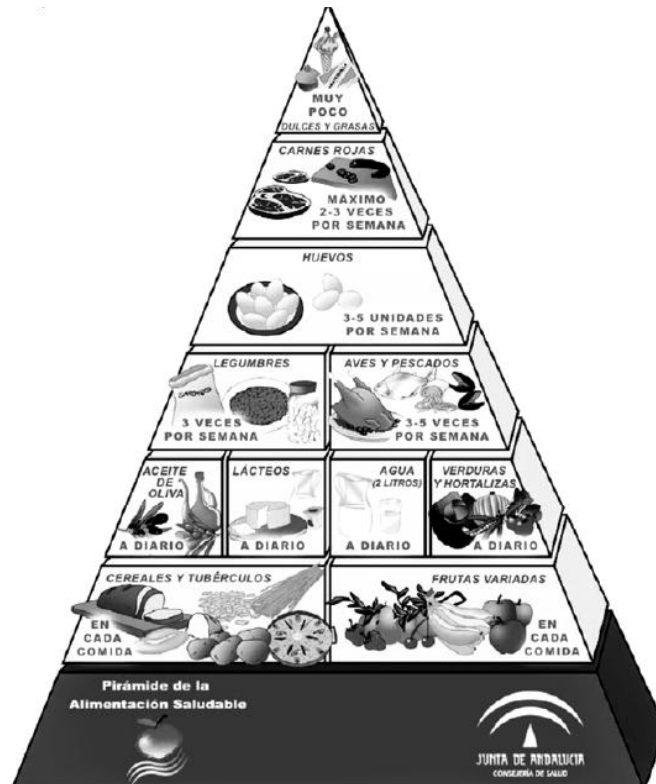 MUY
POCO
DULCES Y GRASAS
CARNES ROJAS
MÁXIMO
2-3 VECES
POR SEMANA
HUEVOS
3-5 UNIDADES
POR SEMANA
LEGUMBRES
3 VECES
POR SEMANA
AVES Y PESCADOS
3-5 VECES
POR SEMANA
ACEITE
DE
OLIVA
A DIARIO
LÁCTEOS
A DIARIO
AGUA
(2 LITROS)
A DIARIO
VERDURAS
Y HORTALIZAS
A DIARIO
CEREALES Y TUBÉRCULOS
EN
CADA
COMIDA
FRUTAS VARIADAS
EN
CADA
COMIDA
Pirámide de la
Alimentación Saludable
JUNTA DE ANDALUCIA
CONSEJERÍA DE SALUD